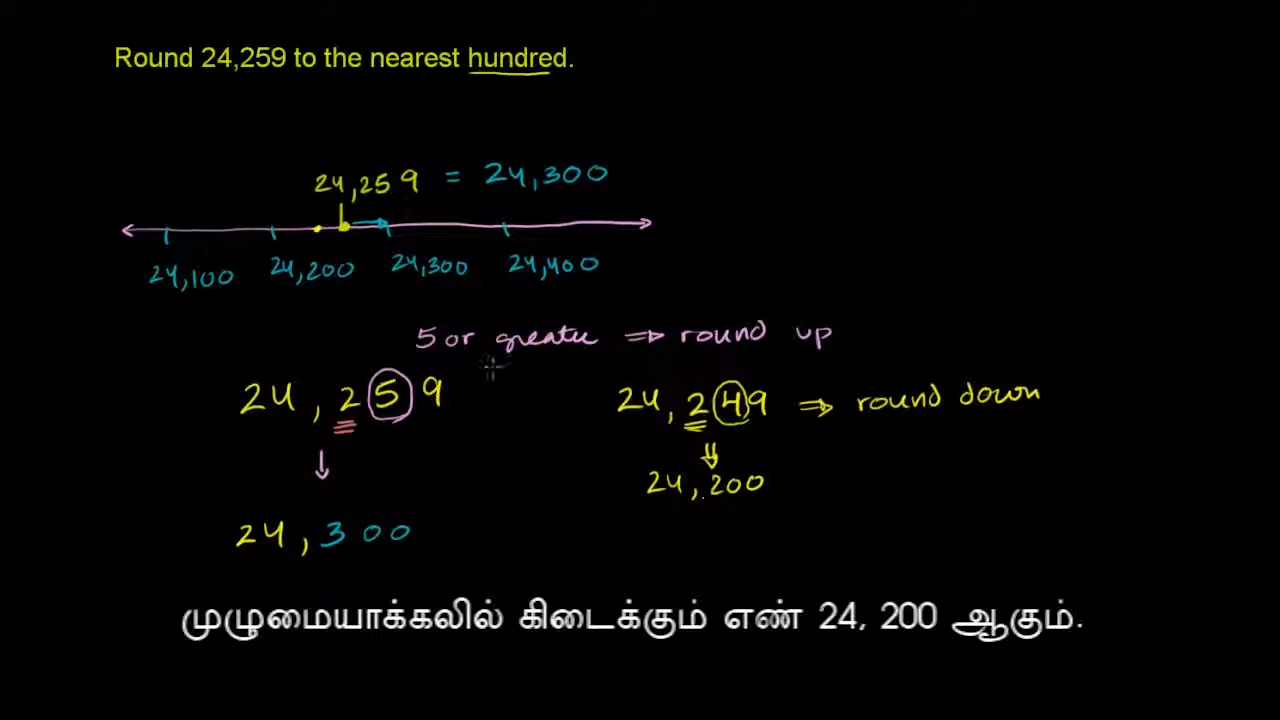 Round 24,259 to the nearest hundred.
24,259 = 24,300
24,100 24,200 24,300 24,400
5 or greater ⇒ round up
24,259 24,249 ⇒ round down
↓ ⇓
24,200
24,300
முழுமையாக்கலில் கிடைக்கும் எண் 24, 200 ஆகும்.